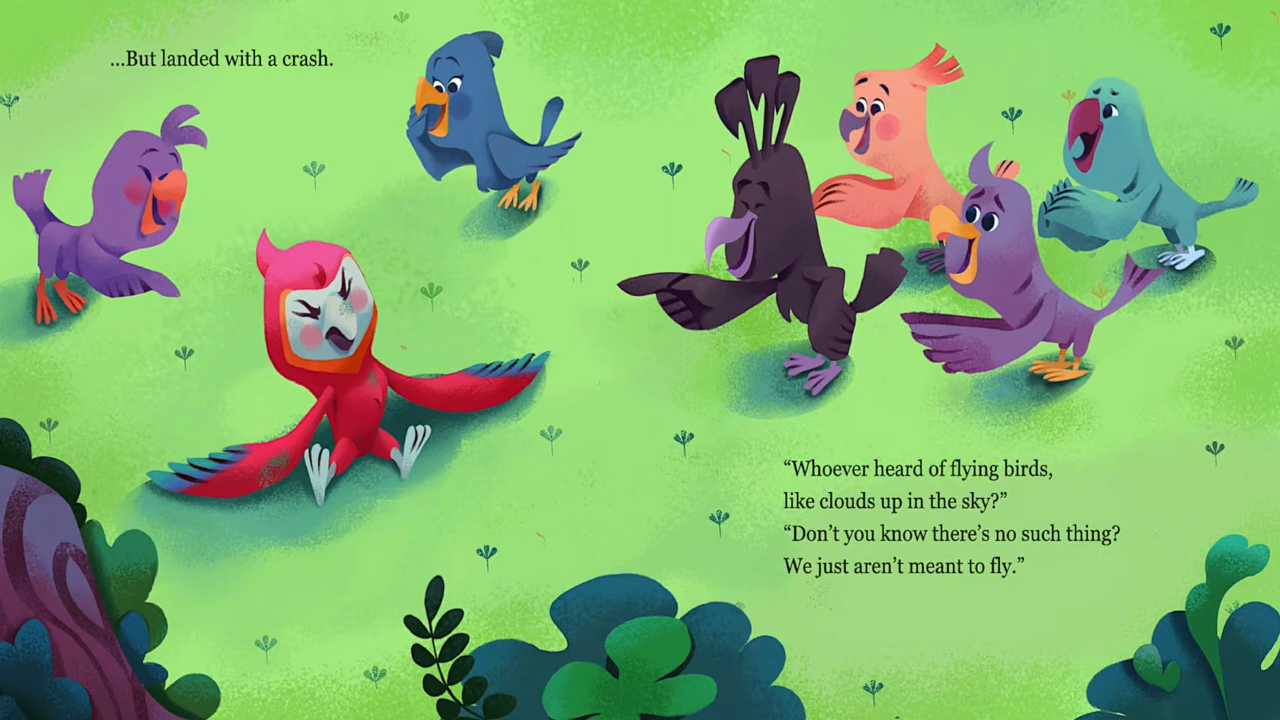 ...But landed with a crash.
“Whoever heard of flying birds,
like clouds up in the sky?”
“Don’t you know there’s no such thing?
We just aren’t meant to fly.”